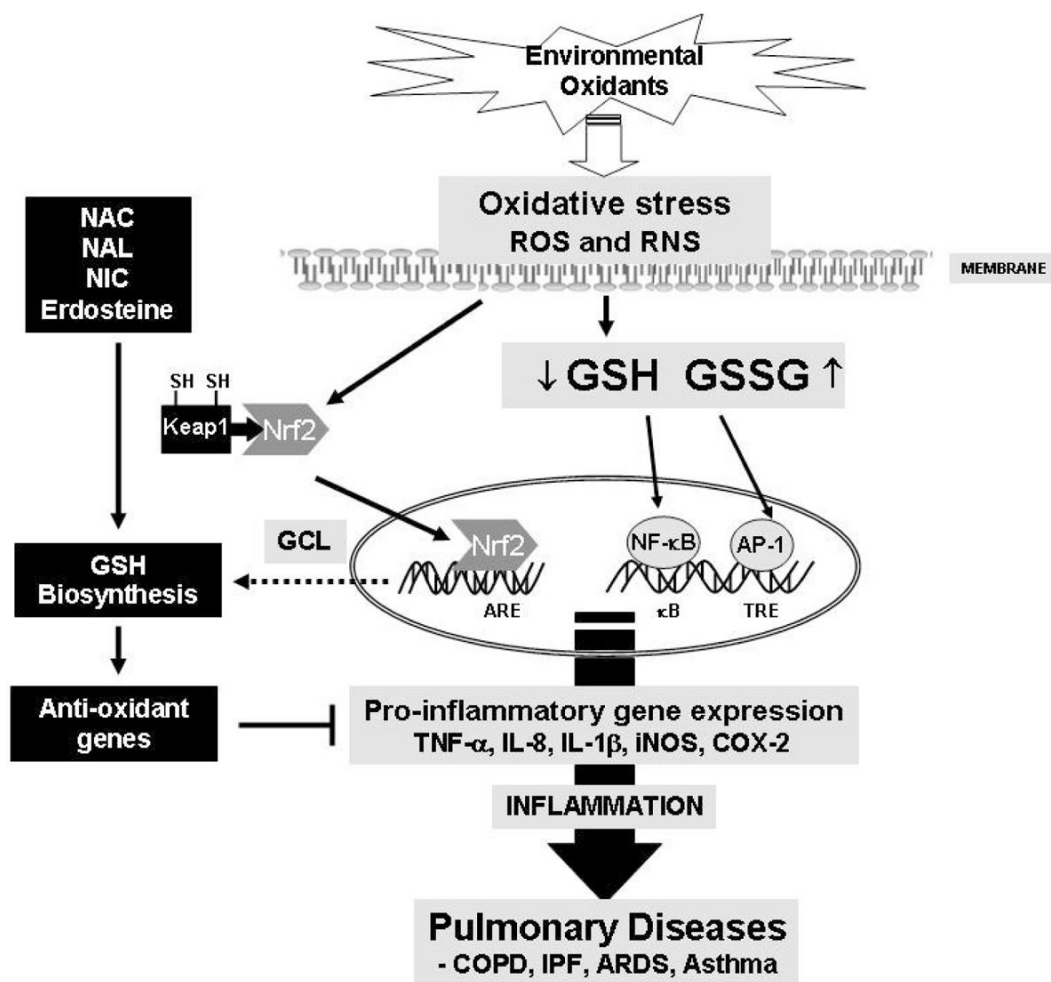 Environmental
Oxidants
Oxidative stress
ROS and RNS
MEMBRANE
NAC
NAL
NIC
Erdosteine
↓ GSH GSSG ↑
SH SH
Keap1
Nrf2
GCL
Nrf2
ARE
NF-κB
AP-1
κB
TRE
GSH
Biosynthesis
Anti-oxidant
genes
Pro-inflammatory gene expression
TNF-α, IL-8, IL-1β, iNOS, COX-2
INFLAMMATION
Pulmonary Diseases
- COPD, IPF, ARDS, Asthma